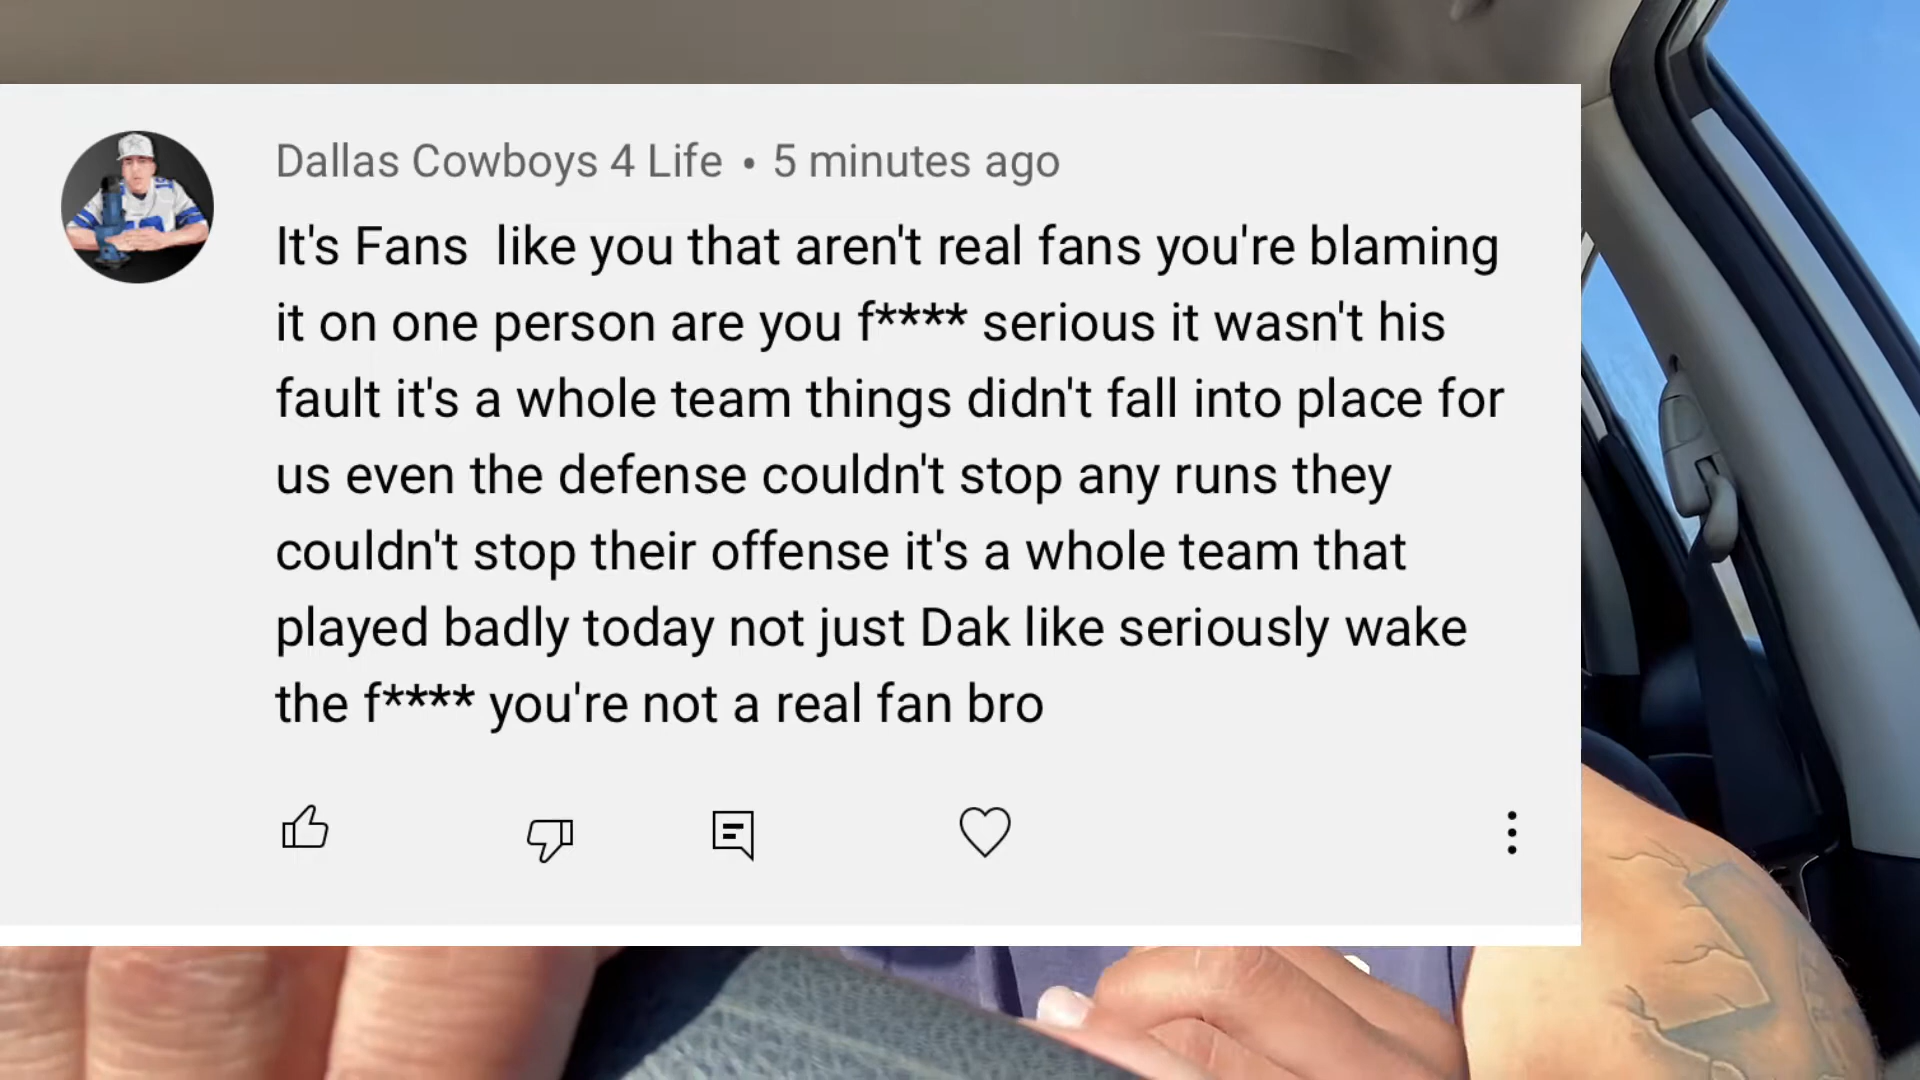 Dallas Cowboys 4 Life • 5 minutes ago
It's Fans  like you that aren't real fans you're blaming
it on one person are you f**** serious it wasn't his
fault it's a whole team things didn't fall into place for
us even the defense couldn't stop any runs they
couldn't stop their offense it's a whole team that
played badly today not just Dak like seriously wake
the f**** you're not a real fan bro